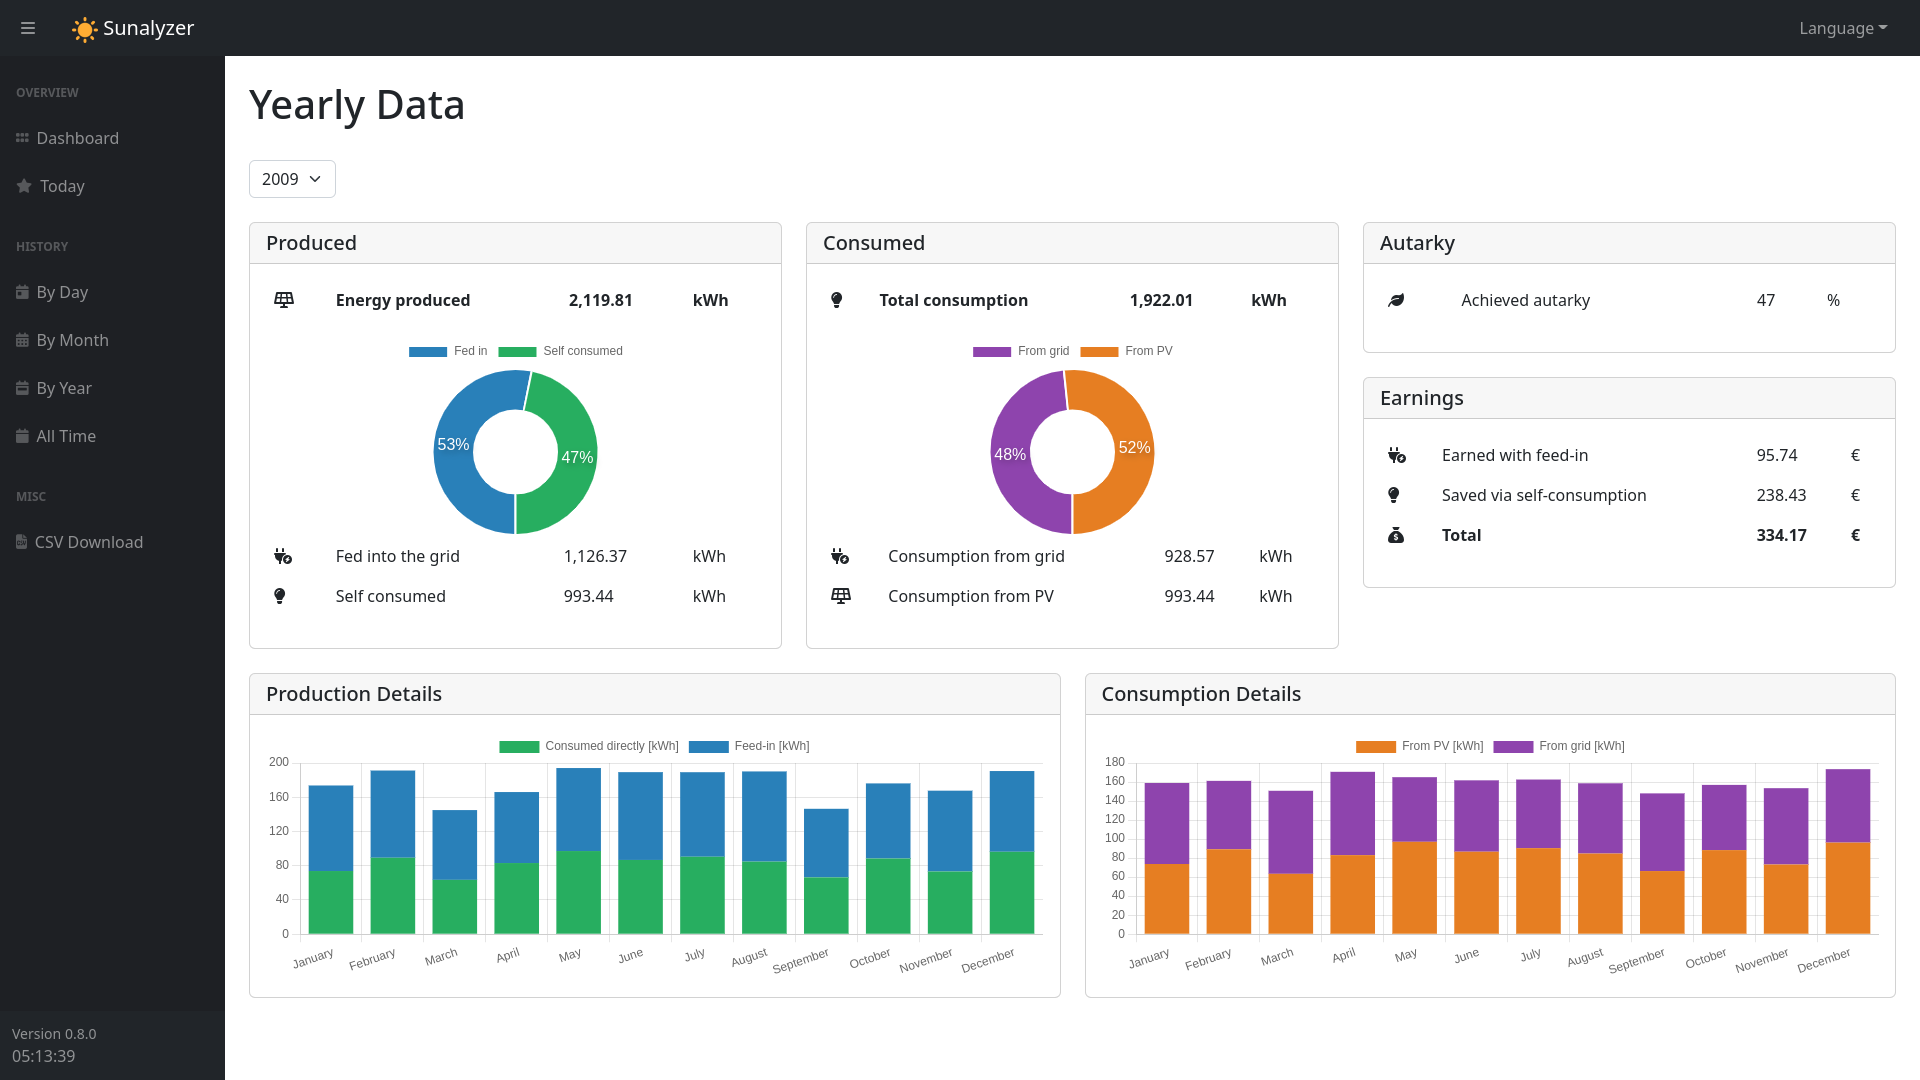 Sunalyzer
Language
OVERVIEW
Dashboard
Today
HISTORY
By Day
By Month
By Year
All Time
MISC
CSV Download
Version 0.8.0
05:13:39
Yearly Data
2009
Produced
Energy produced 2,119.81 kWh
Fed in Self consumed
53%
47%
Fed into the grid 1,126.37 kWh
Self consumed 993.44 kWh
Consumed
Total consumption 1,922.01 kWh
From grid From PV
48%
52%
Consumption from grid 928.57 kWh
Consumption from PV 993.44 kWh
Autarky
Achieved autarky 47 %
Earnings
Earned with feed-in 95.74 €
Saved via self-consumption 238.43 €
Total 334.17 €
Production Details
Consumed directly [kWh] Feed-in [kWh]
200
160
120
80
40
0
January February March April May June July August September October November December
Consumption Details
From PV [kWh] From grid [kWh]
180
160
140
120
100
80
60
40
20
0
January February March April May June July August September October November December